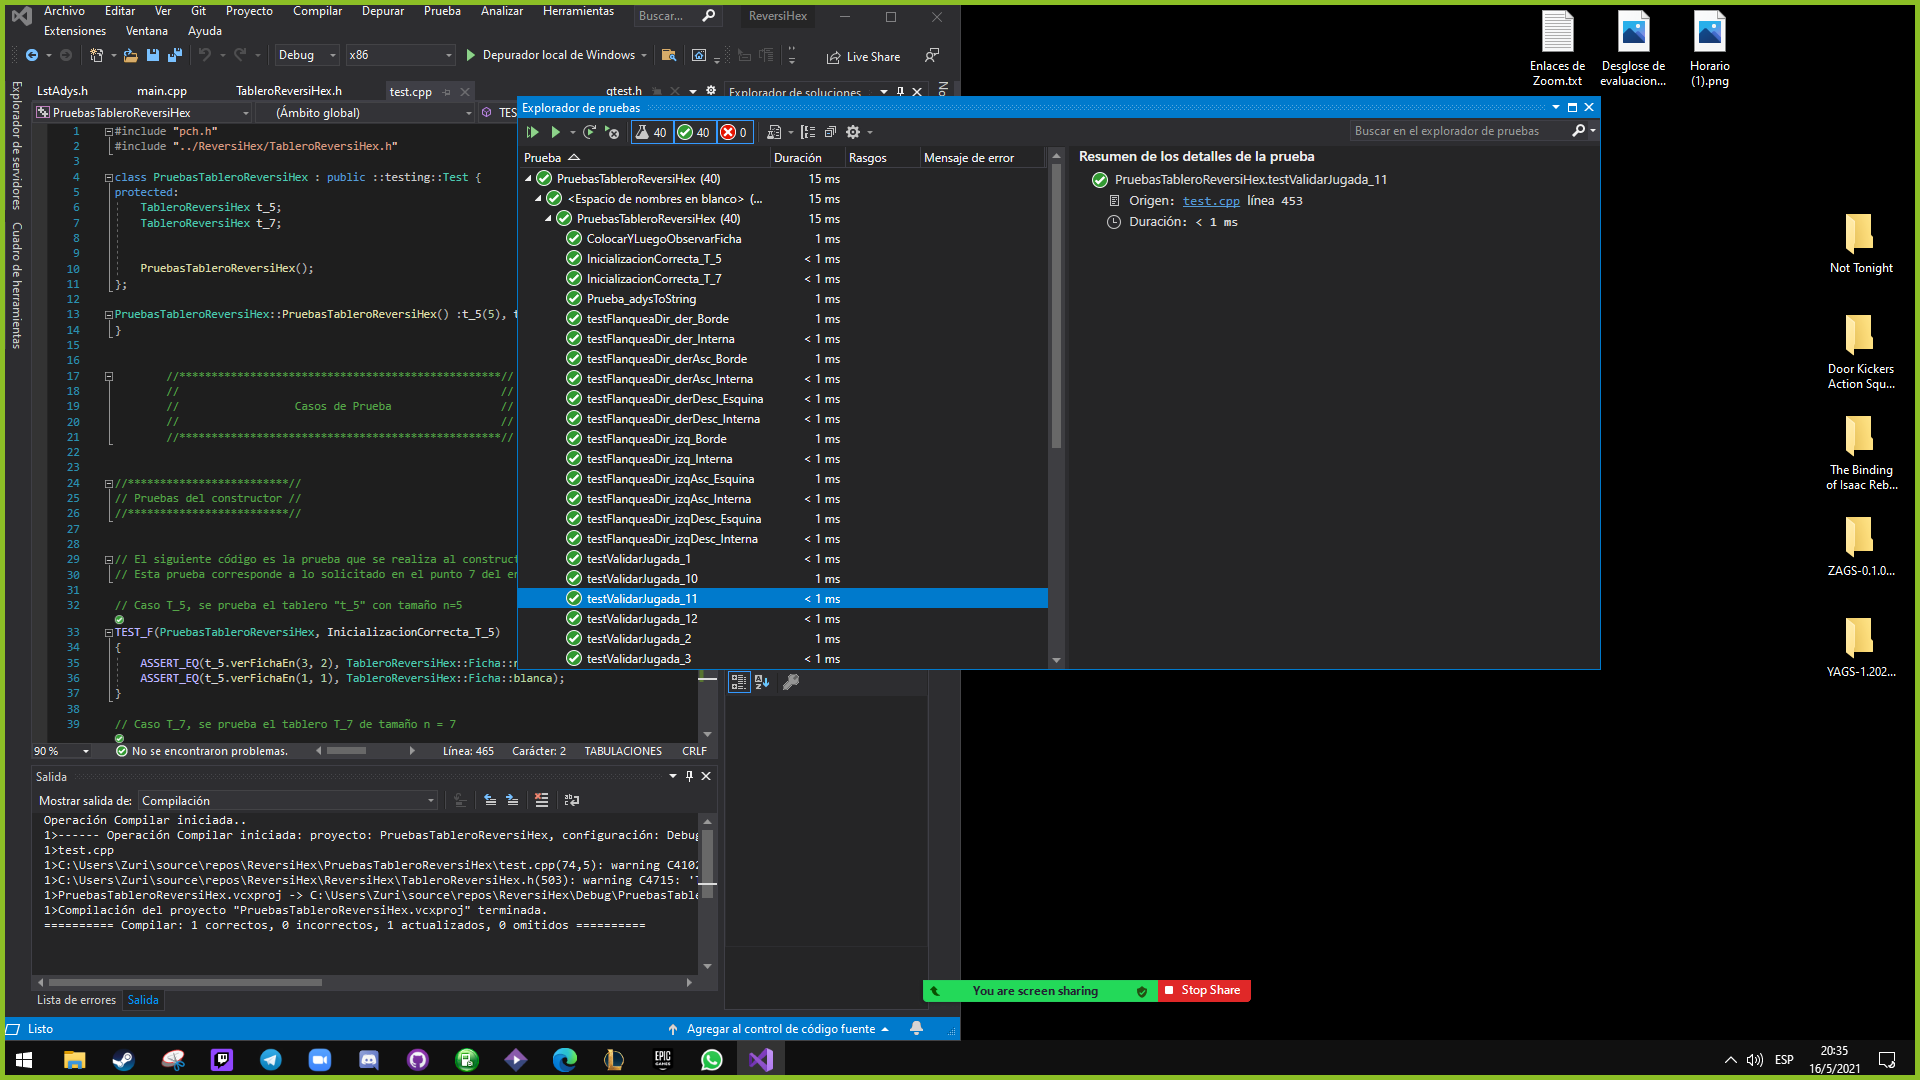 Archivo Editar Ver Git Proyecto Compilar Depurar Prueba Analizar Herramientas
Extensiones Ventana Ayuda
Buscar...
ReversiHex
Debug
x86
Depurador local de Windows
Live Share
Explorador de servidores
Cuadro de herramientas
LstAdys.h
main.cpp
TableroReversiHex.h
test.cpp
gtest.h
Explorador de soluciones
PruebasTableroReversiHex
(Ámbito global)
1 #include "pch.h"
2 #include "../ReversiHex/TableroReversiHex.h"
3
4 class PruebasTableroReversiHex : public ::testing::Test {
5 protected:
6 TableroReversiHex t_5;
7 TableroReversiHex t_7;
8
9
10 PruebasTableroReversiHex();
11 };
12
13 PruebasTableroReversiHex::PruebasTableroReversiHex() :t_5(5), t
14 }
15
16
17 //**************************************************//
18 // //
19 // Casos de Prueba //
20 // //
21 //**************************************************//
22
23
24 //*************************//
25 // Pruebas del constructor //
26 //*************************//
27
28
29 // El siguiente código es la prueba que se realiza al construct
30 // Esta prueba corresponde a lo solicitado en el punto 7 del en
31
32 // Caso T_5, se prueba el tablero "t_5" con tamaño n=5
33 TEST_F(PruebasTableroReversiHex, InicializacionCorrecta_T_5)
34 {
35 ASSERT_EQ(t_5.verFichaEn(3, 2), TableroReversiHex::Ficha::
36 ASSERT_EQ(t_5.verFichaEn(1, 1), TableroReversiHex::Ficha::blanca);
37 }
38
39 // Caso T_7, se prueba el tablero T_7 de tamaño n = 7
90 %
No se encontraron problemas.
Línea: 465
Carácter: 2
TABULACIONES
CRLF
Salida
Mostrar salida de: Compilación
Operación Compilar iniciada..
1>------ Operación Compilar iniciada: proyecto: PruebasTableroReversiHex, configuración: Debug
1>test.cpp
1>C:\Users\Zuri\source\repos\ReversiHex\PruebasTableroReversiHex\test.cpp(74,5): warning C4102
1>C:\Users\Zuri\source\repos\ReversiHex\ReversiHex\TableroReversiHex.h(503): warning C4715: '
1>PruebasTableroReversiHex.vcxproj -> C:\Users\Zuri\source\repos\ReversiHex\Debug\PruebasTable
1>Compilación del proyecto "PruebasTableroReversiHex.vcxproj" terminada.
========== Compilar: 1 correctos, 0 incorrectos, 1 actualizados, 0 omitidos ==========
Lista de errores
Salida
Listo
Agregar al control de código fuente
Explorador de pruebas
40 40 0
Buscar en el explorador de pruebas
Prueba Duración Rasgos Mensaje de error
PruebasTableroReversiHex (40) 15 ms
<Espacio de nombres en blanco> (... 15 ms
PruebasTableroReversiHex (40) 15 ms
ColocarYLuegoObservarFicha 1 ms
InicializacionCorrecta_T_5 < 1 ms
InicializacionCorrecta_T_7 < 1 ms
Prueba_adysToString 1 ms
testFlanqueaDir_der_Borde 1 ms
testFlanqueaDir_der_Interna < 1 ms
testFlanqueaDir_derAsc_Borde 1 ms
testFlanqueaDir_derAsc_Interna < 1 ms
testFlanqueaDir_derDesc_Esquina < 1 ms
testFlanqueaDir_derDesc_Interna < 1 ms
testFlanqueaDir_izq_Borde 1 ms
testFlanqueaDir_izq_Interna < 1 ms
testFlanqueaDir_izqAsc_Esquina 1 ms
testFlanqueaDir_izqAsc_Interna < 1 ms
testFlanqueaDir_izqDesc_Esquina 1 ms
testFlanqueaDir_izqDesc_Interna < 1 ms
testValidarJugada_1 < 1 ms
testValidarJugada_10 1 ms
testValidarJugada_11 < 1 ms
testValidarJugada_12 < 1 ms
testValidarJugada_2 1 ms
testValidarJugada_3 < 1 ms
Resumen de los detalles de la prueba
PruebasTableroReversiHex.testValidarJugada_11
Origen: test.cpp línea 453
Duración: < 1 ms
Enlaces de
Zoom.txt
Desglose de
evaluacion...
Horario
(1).png
Not Tonight
Door Kickers
Action Squ...
The Binding
of Isaac Reb...
ZAGS-0.1.0...
YAGS-1.202...
You are screen sharing
Stop Share
EPIC
GAMES
ESP
20:35
16/5/2021